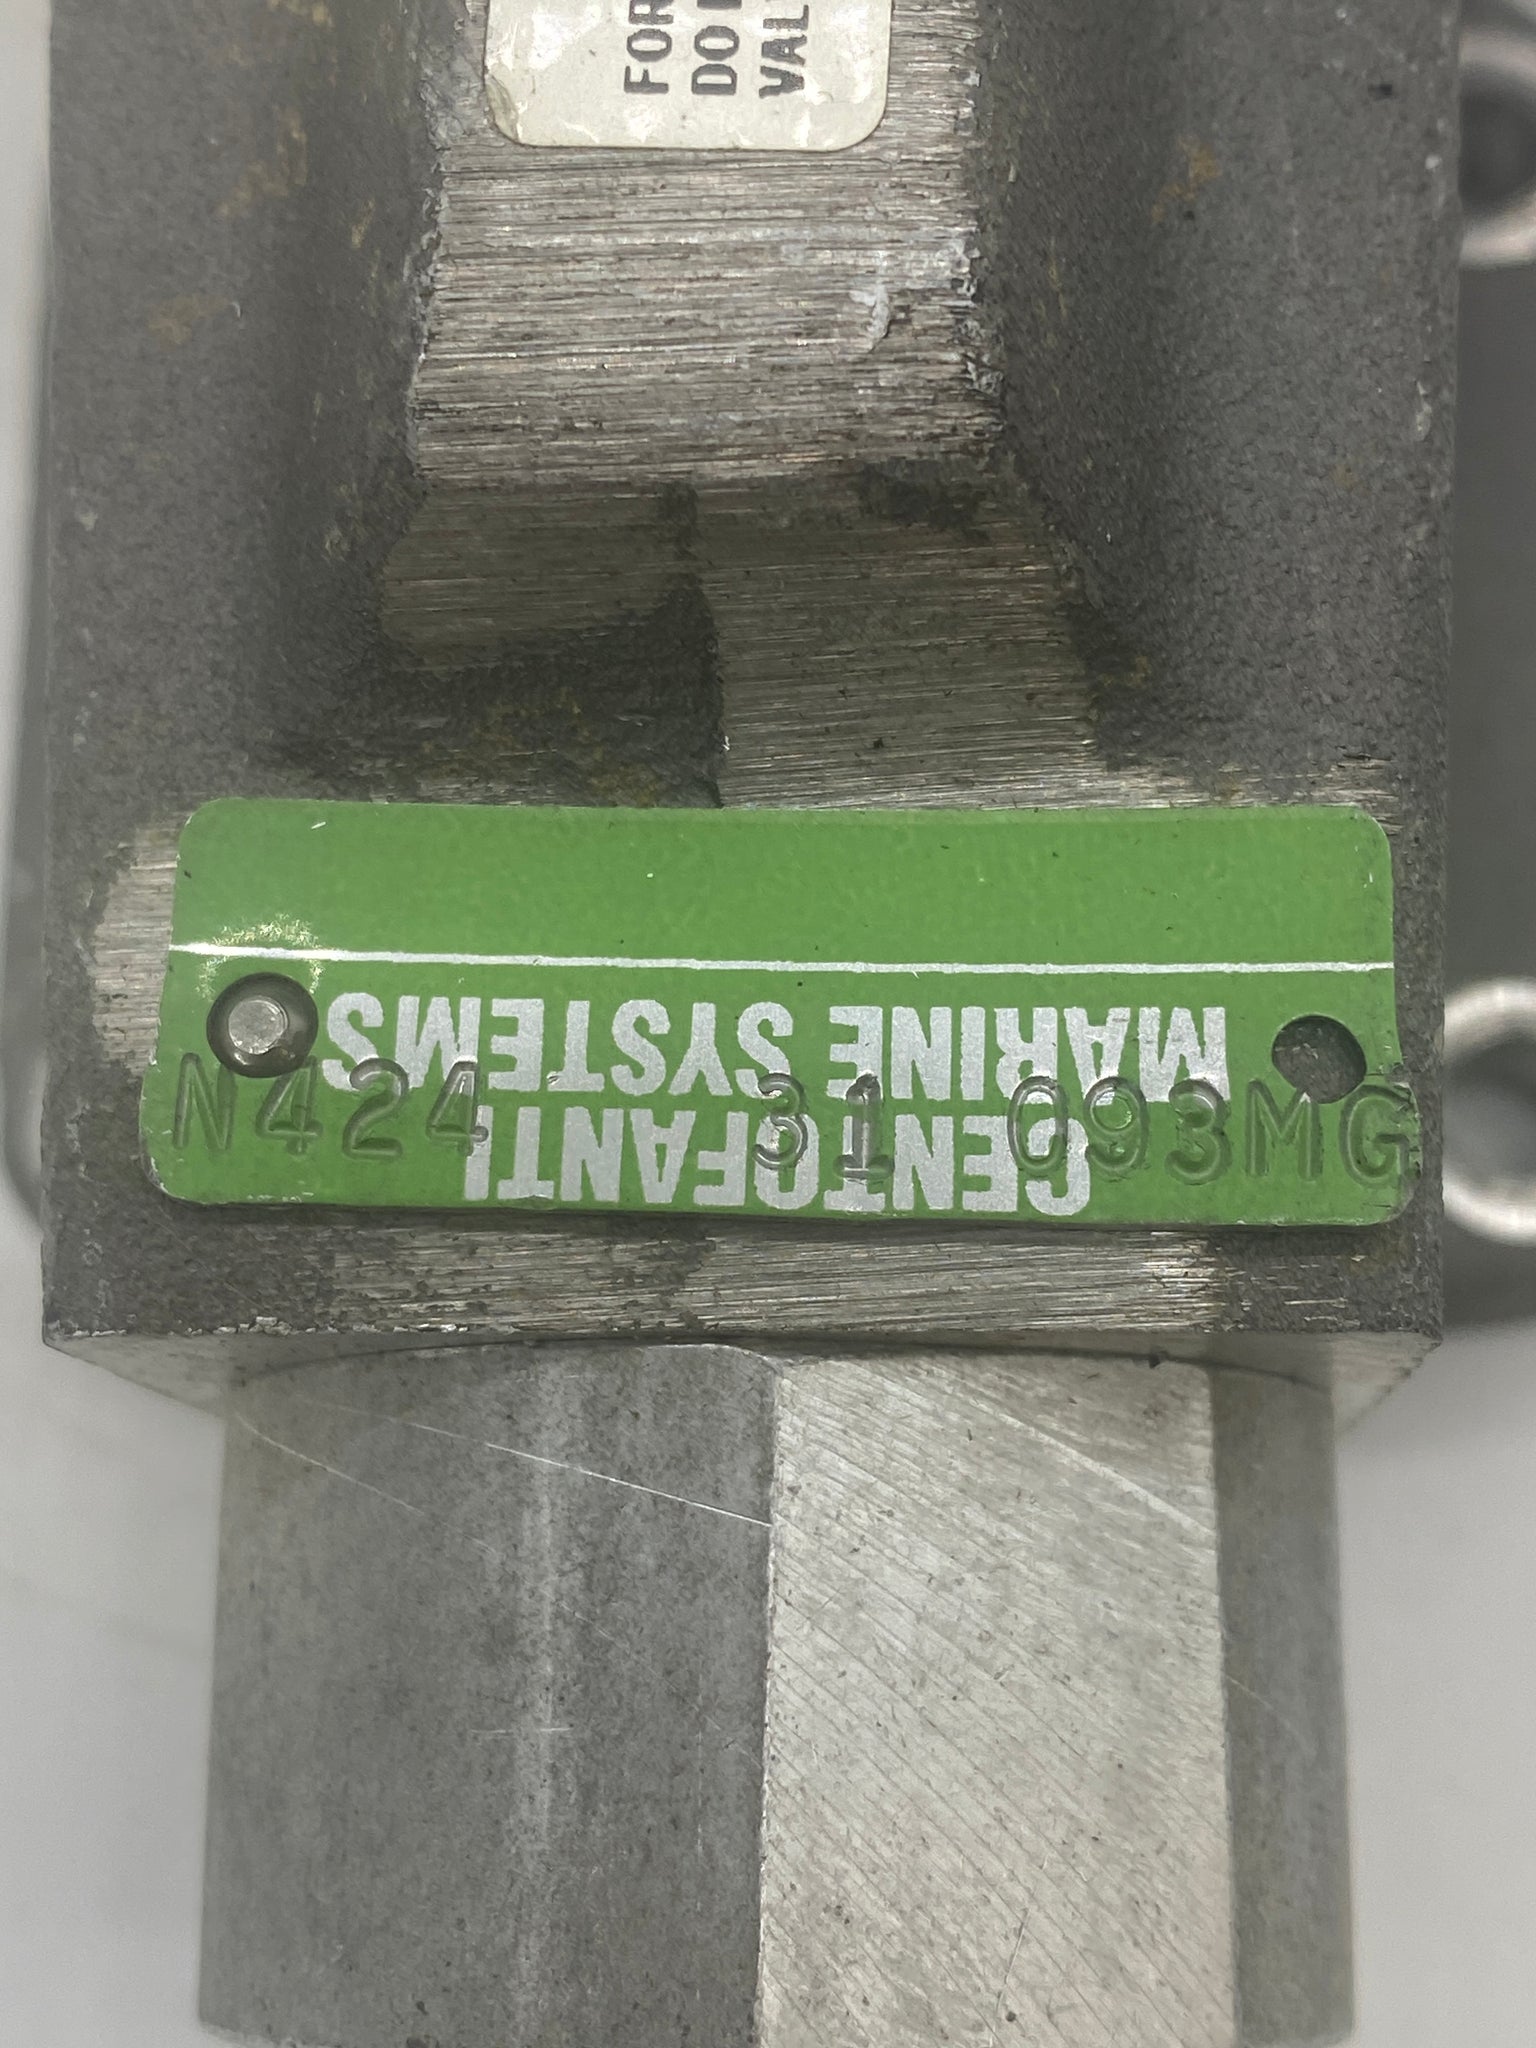 FOR
DO
VAL
CENTOFANTI
MARINE SYSTEMS
N424 31 093MG